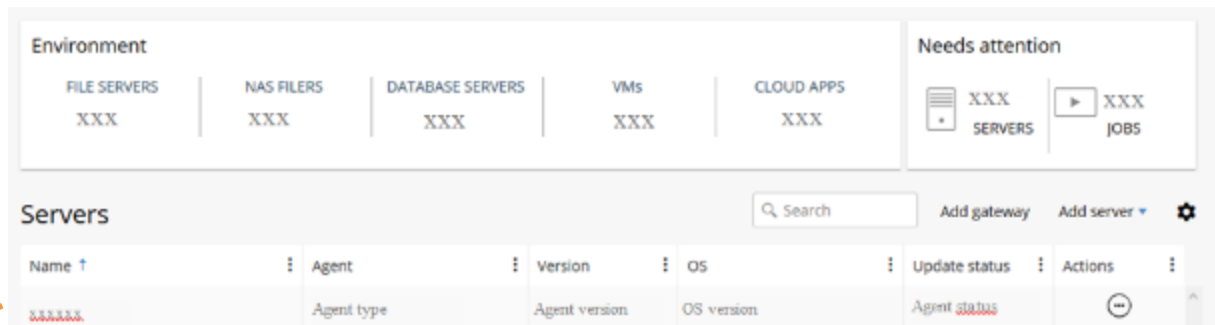 Environment
Needs attention
FILE SERVERS NAS FILERS DATABASE SERVERS VMs CLOUD APPS
XXX XXX XXX XXX XXX
XXX XXX
SERVERS JOBS
Servers
Search Add gateway Add server
Name Agent Version OS Update status Actions
xxxxxx Agent type Agent version OS version Agent status